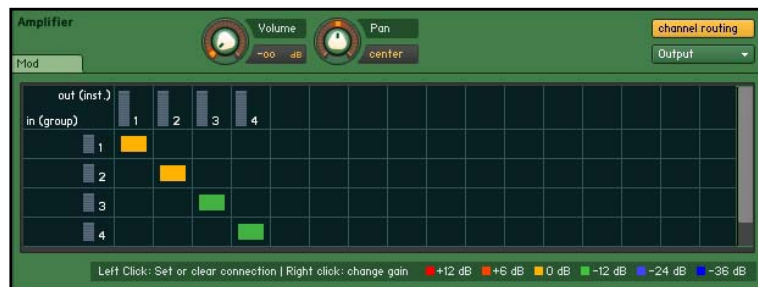 Amplifier
Volume
Pan
channel routing
-oo dB
center
Output
Mod
out (inst.)
1 2 3 4
in (group)
1
2
3
4
Left Click: Set or clear connection | Right click: change gain +12 dB +6 dB 0 dB -12 dB -24 dB -36 dB